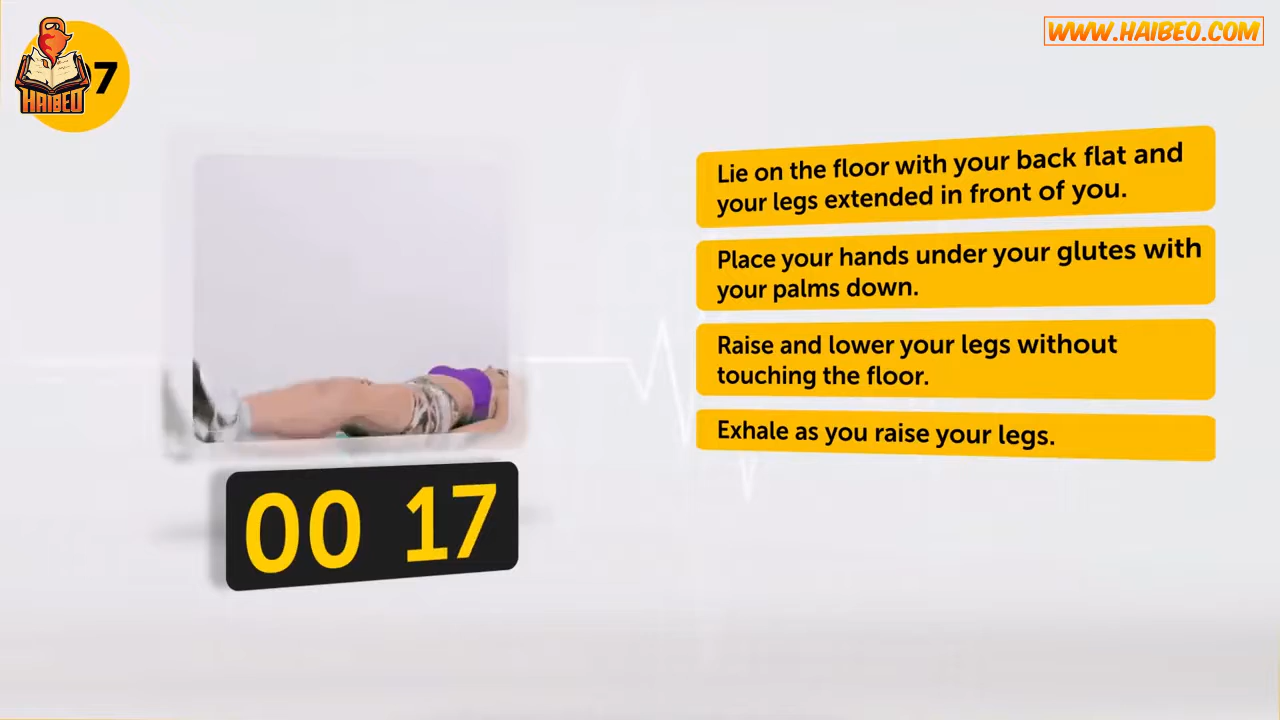 7
HAIBEO
WWW.HAIBEO.COM
Lie on the floor with your back flat and
your legs extended in front of you.
Place your hands under your glutes with
your palms down.
Raise and lower your legs without
touching the floor.
Exhale as you raise your legs.
00 17